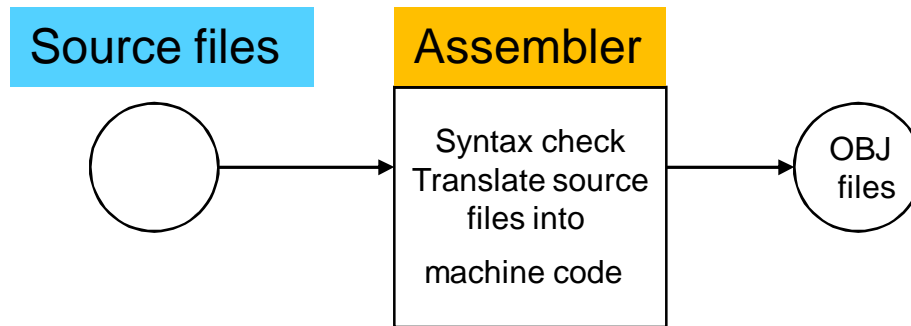 Source files
Assembler
Syntax check
Translate source
files into
machine code
OBJ
files